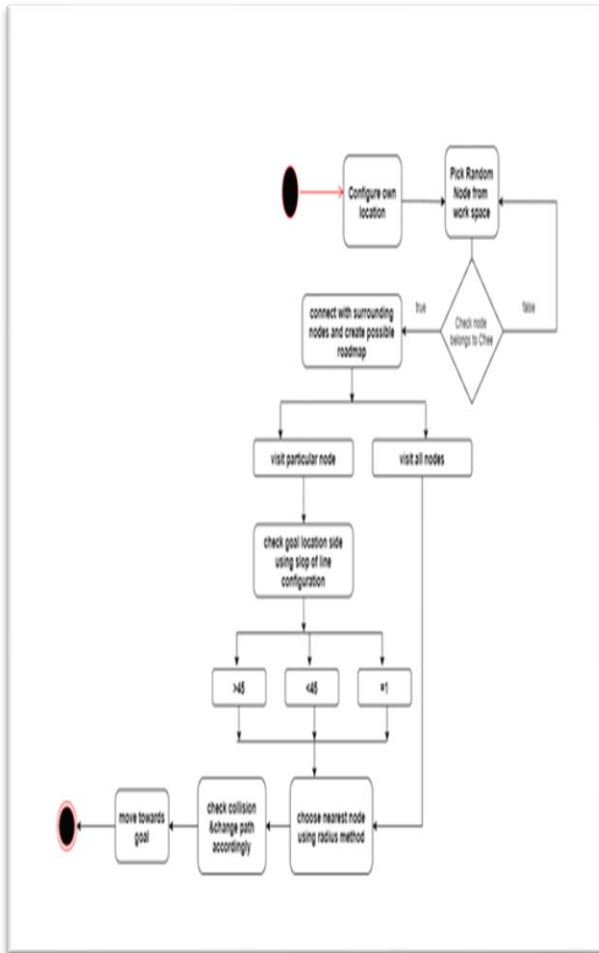 Configure own
location
Pick Random
Node from
work space
Check node
belongs to Cfree
true
false
connect with surrounding
nodes and create possible
roadmap
visit particular node
visit all nodes
check goal location side
using slop of line
configuration
>45
<45
=1
choose nearest node
using radius method
check collision
&change path
accordingly
move towards
goal